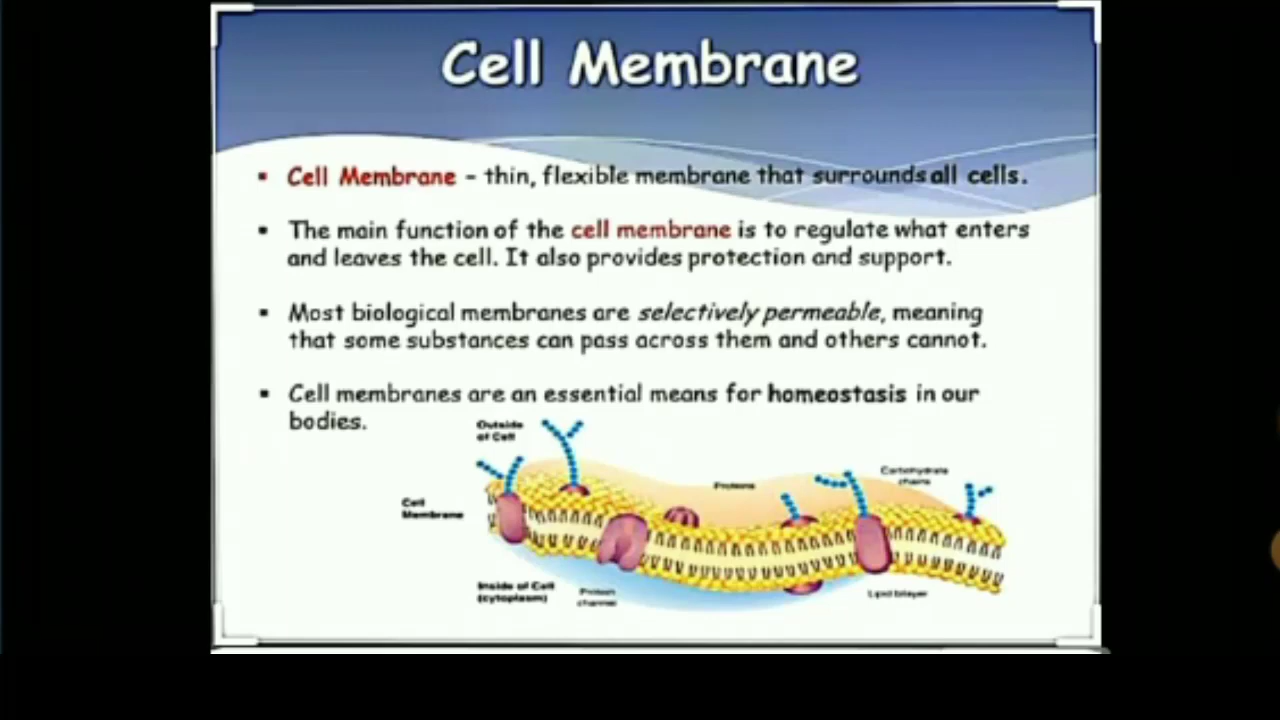 Cell Membrane
▪ Cell Membrane – thin, flexible membrane that surrounds all cells.
▪ The main function of the cell membrane is to regulate what enters
and leaves the cell. It also provides protection and support.
▪ Most biological membranes are selectively permeable, meaning
that some substances can pass across them and others cannot.
▪ Cell membranes are an essential means for homeostasis in our
bodies.
Outside
of Cell
Carbohydrate
chains
Proteins
Cell
Membrane
Inside of Cell
(cytoplasm)
Protein
channel
Lipid bilayer